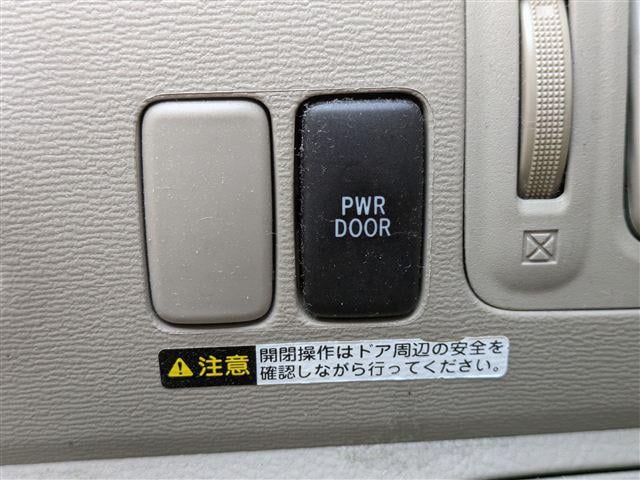 PWR
DOOR
注意
開閉操作はドア周辺の安全を
確認しながら行ってください。